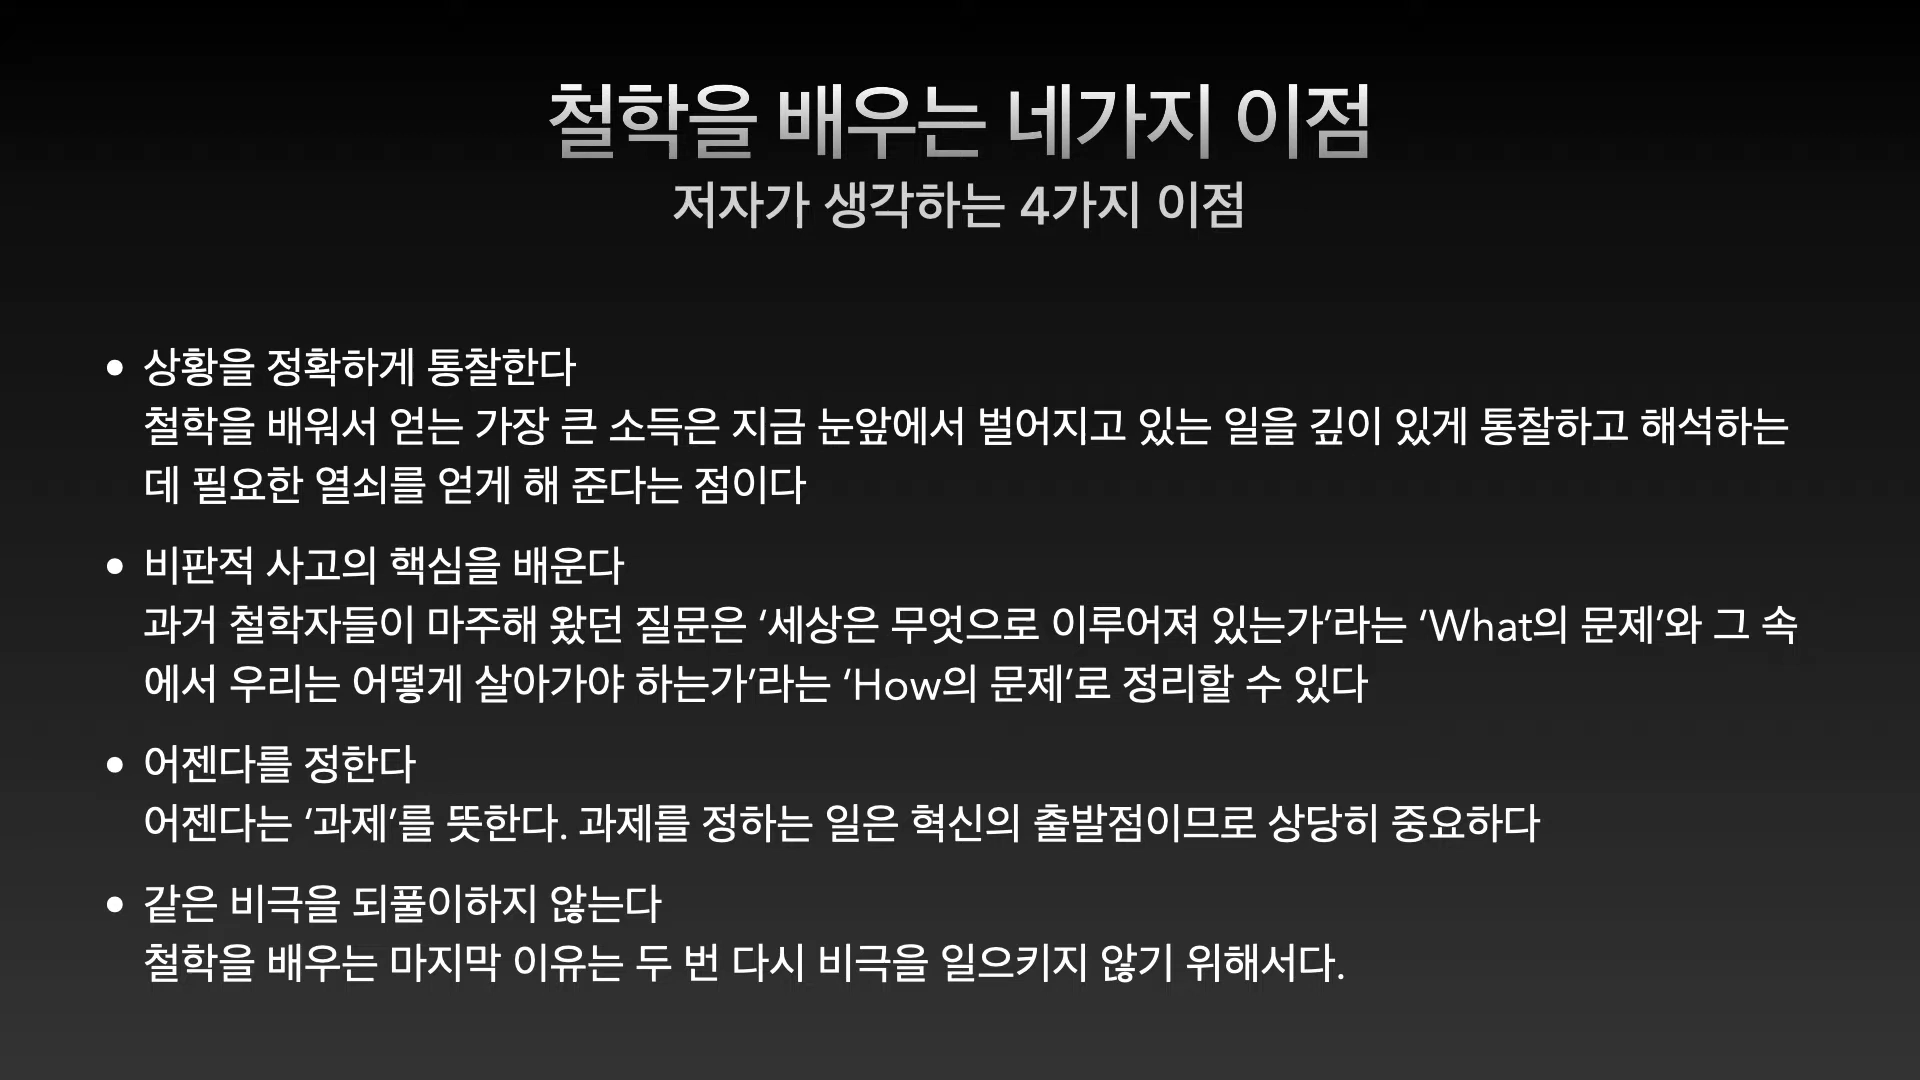 철학을 배우는 네가지 이점
저자가 생각하는 4가지 이점
• 상황을 정확하게 통찰한다
철학을 배워서 얻는 가장 큰 소득은 지금 눈앞에서 벌어지고 있는 일을 깊이 있게 통찰하고 해석하는
데 필요한 열쇠를 얻게 해 준다는 점이다
• 비판적 사고의 핵심을 배운다
과거 철학자들이 마주해 왔던 질문은 ‘세상은 무엇으로 이루어져 있는가’라는 ‘What의 문제’와 그 속
에서 우리는 어떻게 살아가야 하는가’라는 ‘How의 문제’로 정리할 수 있다
• 어젠다를 정한다
어젠다는 ‘과제’를 뜻한다. 과제를 정하는 일은 혁신의 출발점이므로 상당히 중요하다
• 같은 비극을 되풀이하지 않는다
철학을 배우는 마지막 이유는 두 번 다시 비극을 일으키지 않기 위해서다.